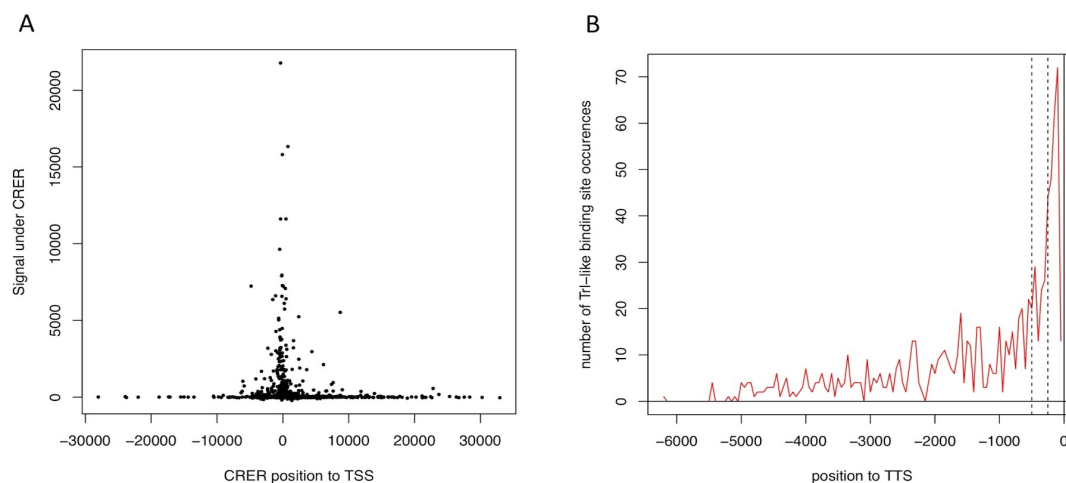 A
Signal under CRER
20000
15000
10000
5000
0
−30000 −20000 −10000 0 10000 20000 30000
CRER position to TSS
B
number of Trl−like binding site occurences
70
60
50
40
30
20
10
0
−6000 −5000 −4000 −3000 −2000 −1000 0
position to TTS